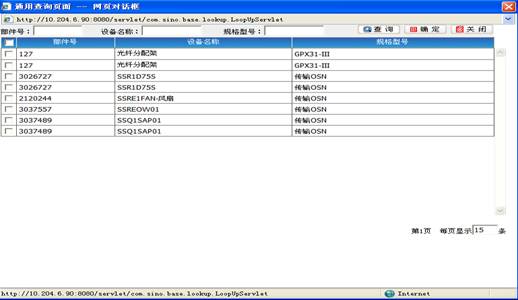 通用查询页面 -- 网页对话框
http://10.204.6.90:8080/servlet/com.sino.base.lookup.LoopUpServlet
部件号: 设备名称: 规格型号: 查询 确定 关闭
部件号 设备名称 规格型号
127 光纤分配架 GPX31-III
127 光纤分配架 GPX31-III
3026727 SSR1D75S 传输OSN
3026727 SSR1D75S 传输OSN
2120244 SSRE1FAN-风扇 传输OSN
3037557 SSREOW01 传输OSN
3037489 SSQ1SAP01 传输OSN
3037489 SSQ1SAP01 传输OSN
第1页 每页显示 15 条
http://10.204.6.90:8080/servlet/com.sino.base.lookup.LoopUpServlet Internet